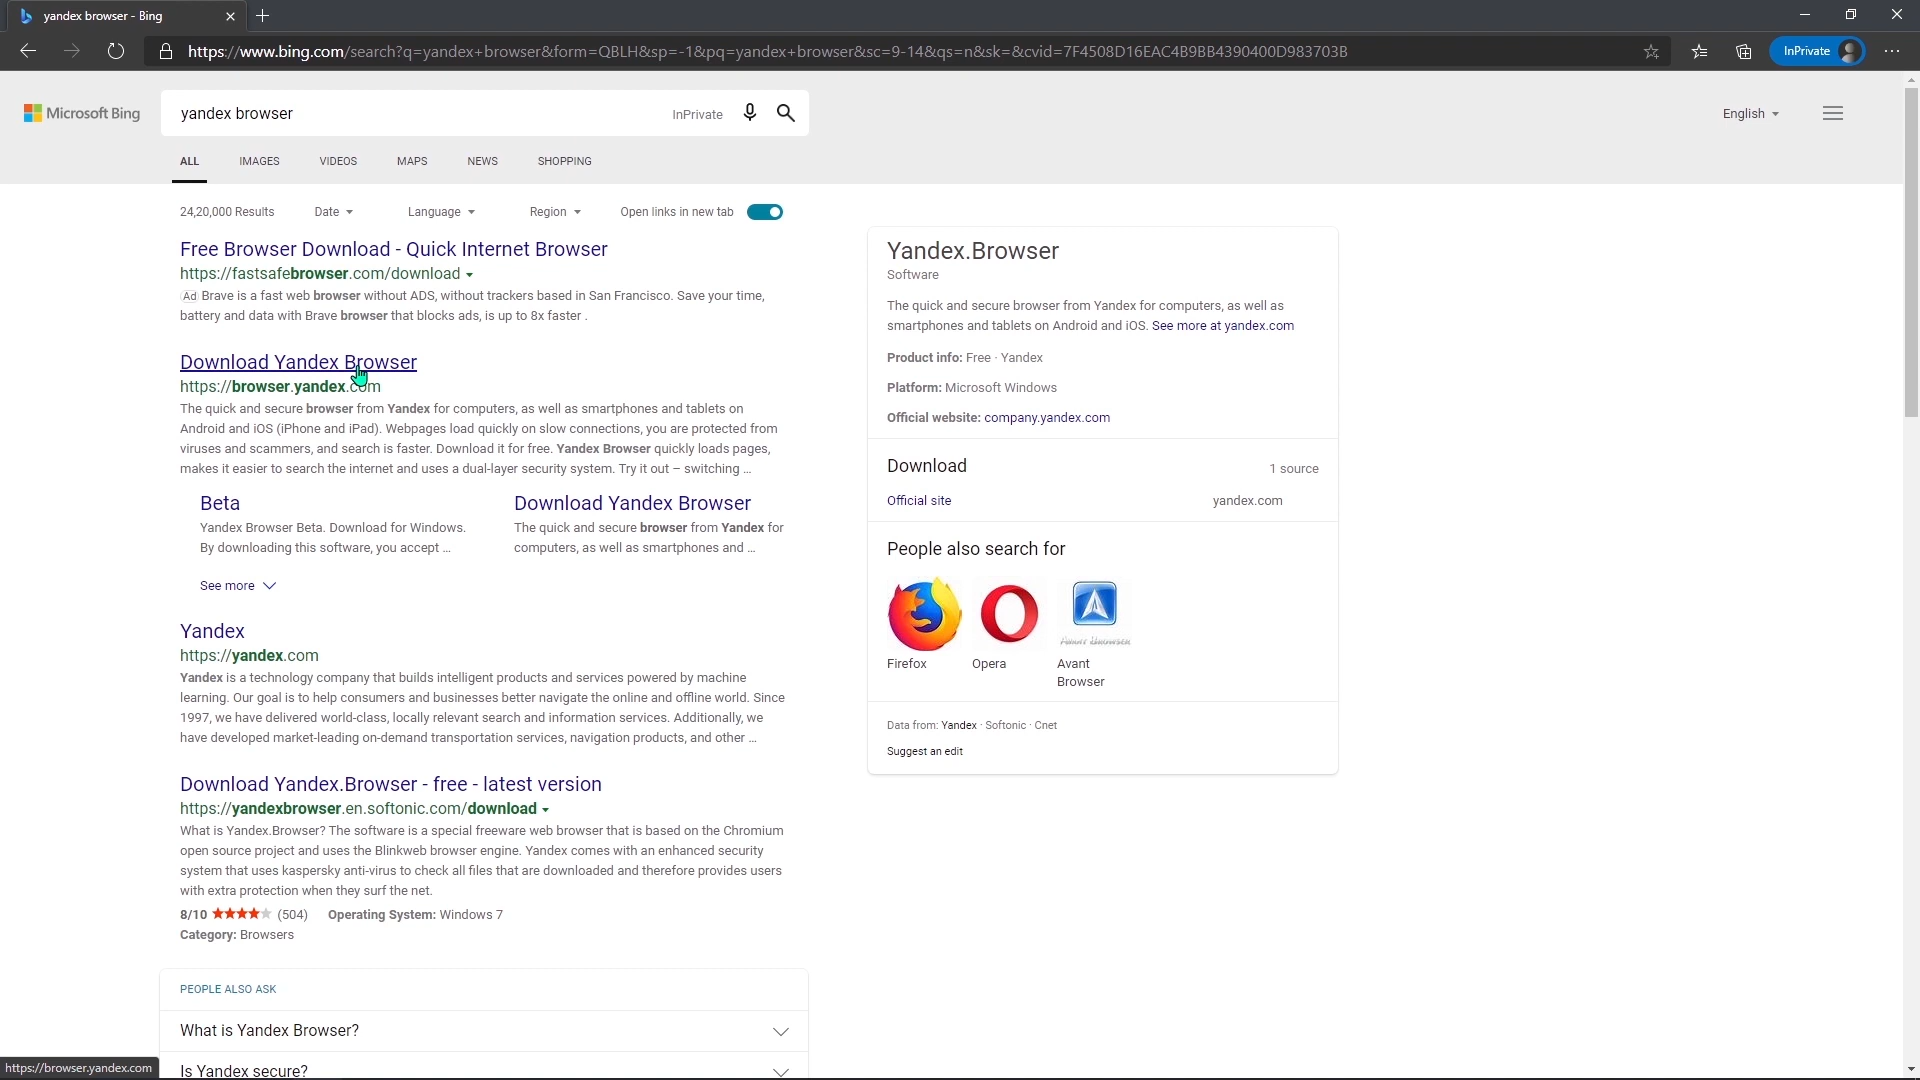 yandex browser - Bing
https://www.bing.com/search?q=yandex+browser&form=QBLH&sp=-1&pq=yandex+browser&sc=9-14&qs=n&sk=&cvid=7F4508D16EAC4B9BB4390400D983703B
InPrivate
Microsoft Bing
yandex browser
InPrivate
English
ALL IMAGES VIDEOS MAPS NEWS SHOPPING
24,20,000 Results Date Language Region Open links in new tab
Free Browser Download - Quick Internet Browser
https://fastsafebrowser.com/download
Ad Brave is a fast web browser without ADS, without trackers based in San Francisco. Save your time,
battery and data with Brave browser that blocks ads, is up to 8x faster .
Download Yandex Browser
https://browser.yandex.com
The quick and secure browser from Yandex for computers, as well as smartphones and tablets on
Android and iOS (iPhone and iPad). Webpages load quickly on slow connections, you are protected from
viruses and scammers, and search is faster. Download it for free. Yandex Browser quickly loads pages,
makes it easier to search the internet and uses a dual-layer security system. Try it out – switching ...
Beta
Yandex Browser Beta. Download for Windows.
By downloading this software, you accept ...
Download Yandex Browser
The quick and secure browser from Yandex for
computers, as well as smartphones and ...
See more
Yandex
https://yandex.com
Yandex is a technology company that builds intelligent products and services powered by machine
learning. Our goal is to help consumers and businesses better navigate the online and offline world. Since
1997, we have delivered world-class, locally relevant search and information services. Additionally, we
have developed market-leading on-demand transportation services, navigation products, and other ...
Download Yandex.Browser - free - latest version
https://yandexbrowser.en.softonic.com/download
What is Yandex.Browser? The software is a special freeware web browser that is based on the Chromium
open source project and uses the Blinkweb browser engine. Yandex comes with an enhanced security
system that uses kaspersky anti-virus to check all files that are downloaded and therefore provides users
with extra protection when they surf the net.
8/10 (504) Operating System: Windows 7
Category: Browsers
PEOPLE ALSO ASK
What is Yandex Browser?
Is Yandex secure?
Yandex.Browser
Software
The quick and secure browser from Yandex for computers, as well as
smartphones and tablets on Android and iOS. See more at yandex.com
Product info: Free · Yandex
Platform: Microsoft Windows
Official website: company.yandex.com
Download 1 source
Official site yandex.com
People also search for
Avant Browser
Firefox
Opera
Avant
Browser
Data from: Yandex · Softonic · Cnet
Suggest an edit
https://browser.yandex.com